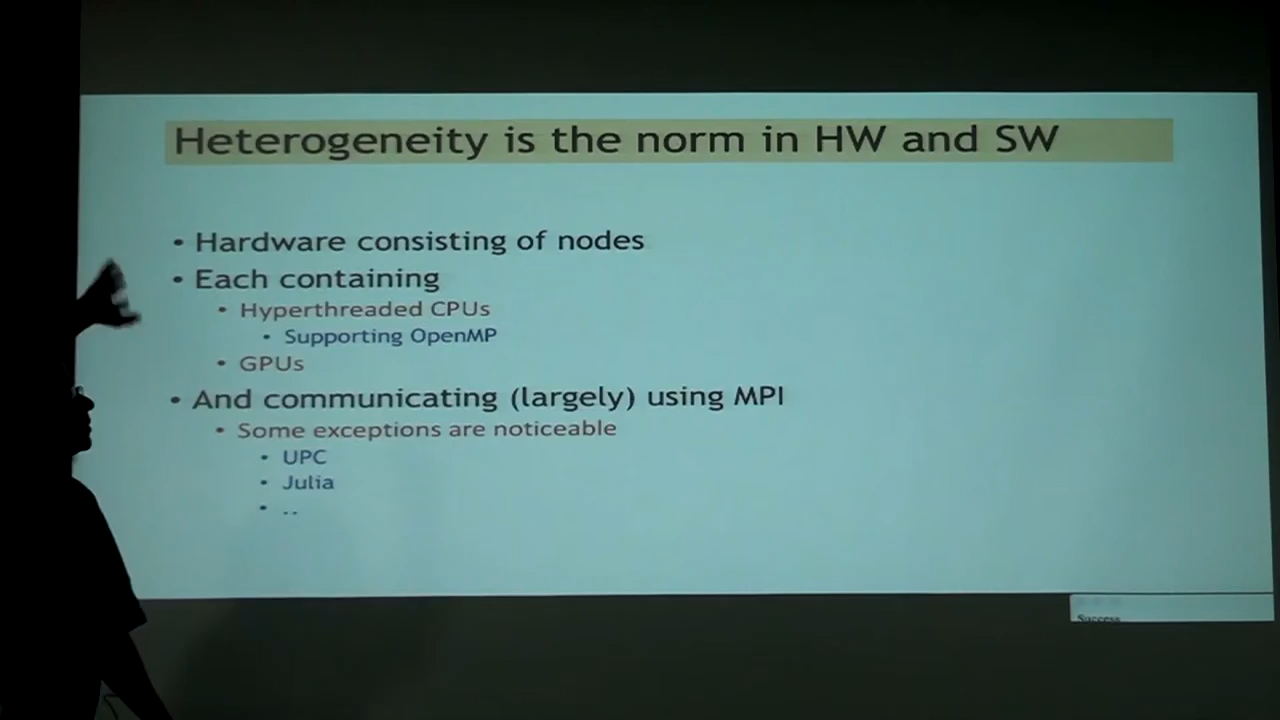 Heterogeneity is the norm in HW and SW
• Hardware consisting of nodes
• Each containing
• Hyperthreaded CPUs
• Supporting OpenMP
• GPUs
• And communicating (largely) using MPI
• Some exceptions are noticeable
• UPC
• Julia
• ..
Success